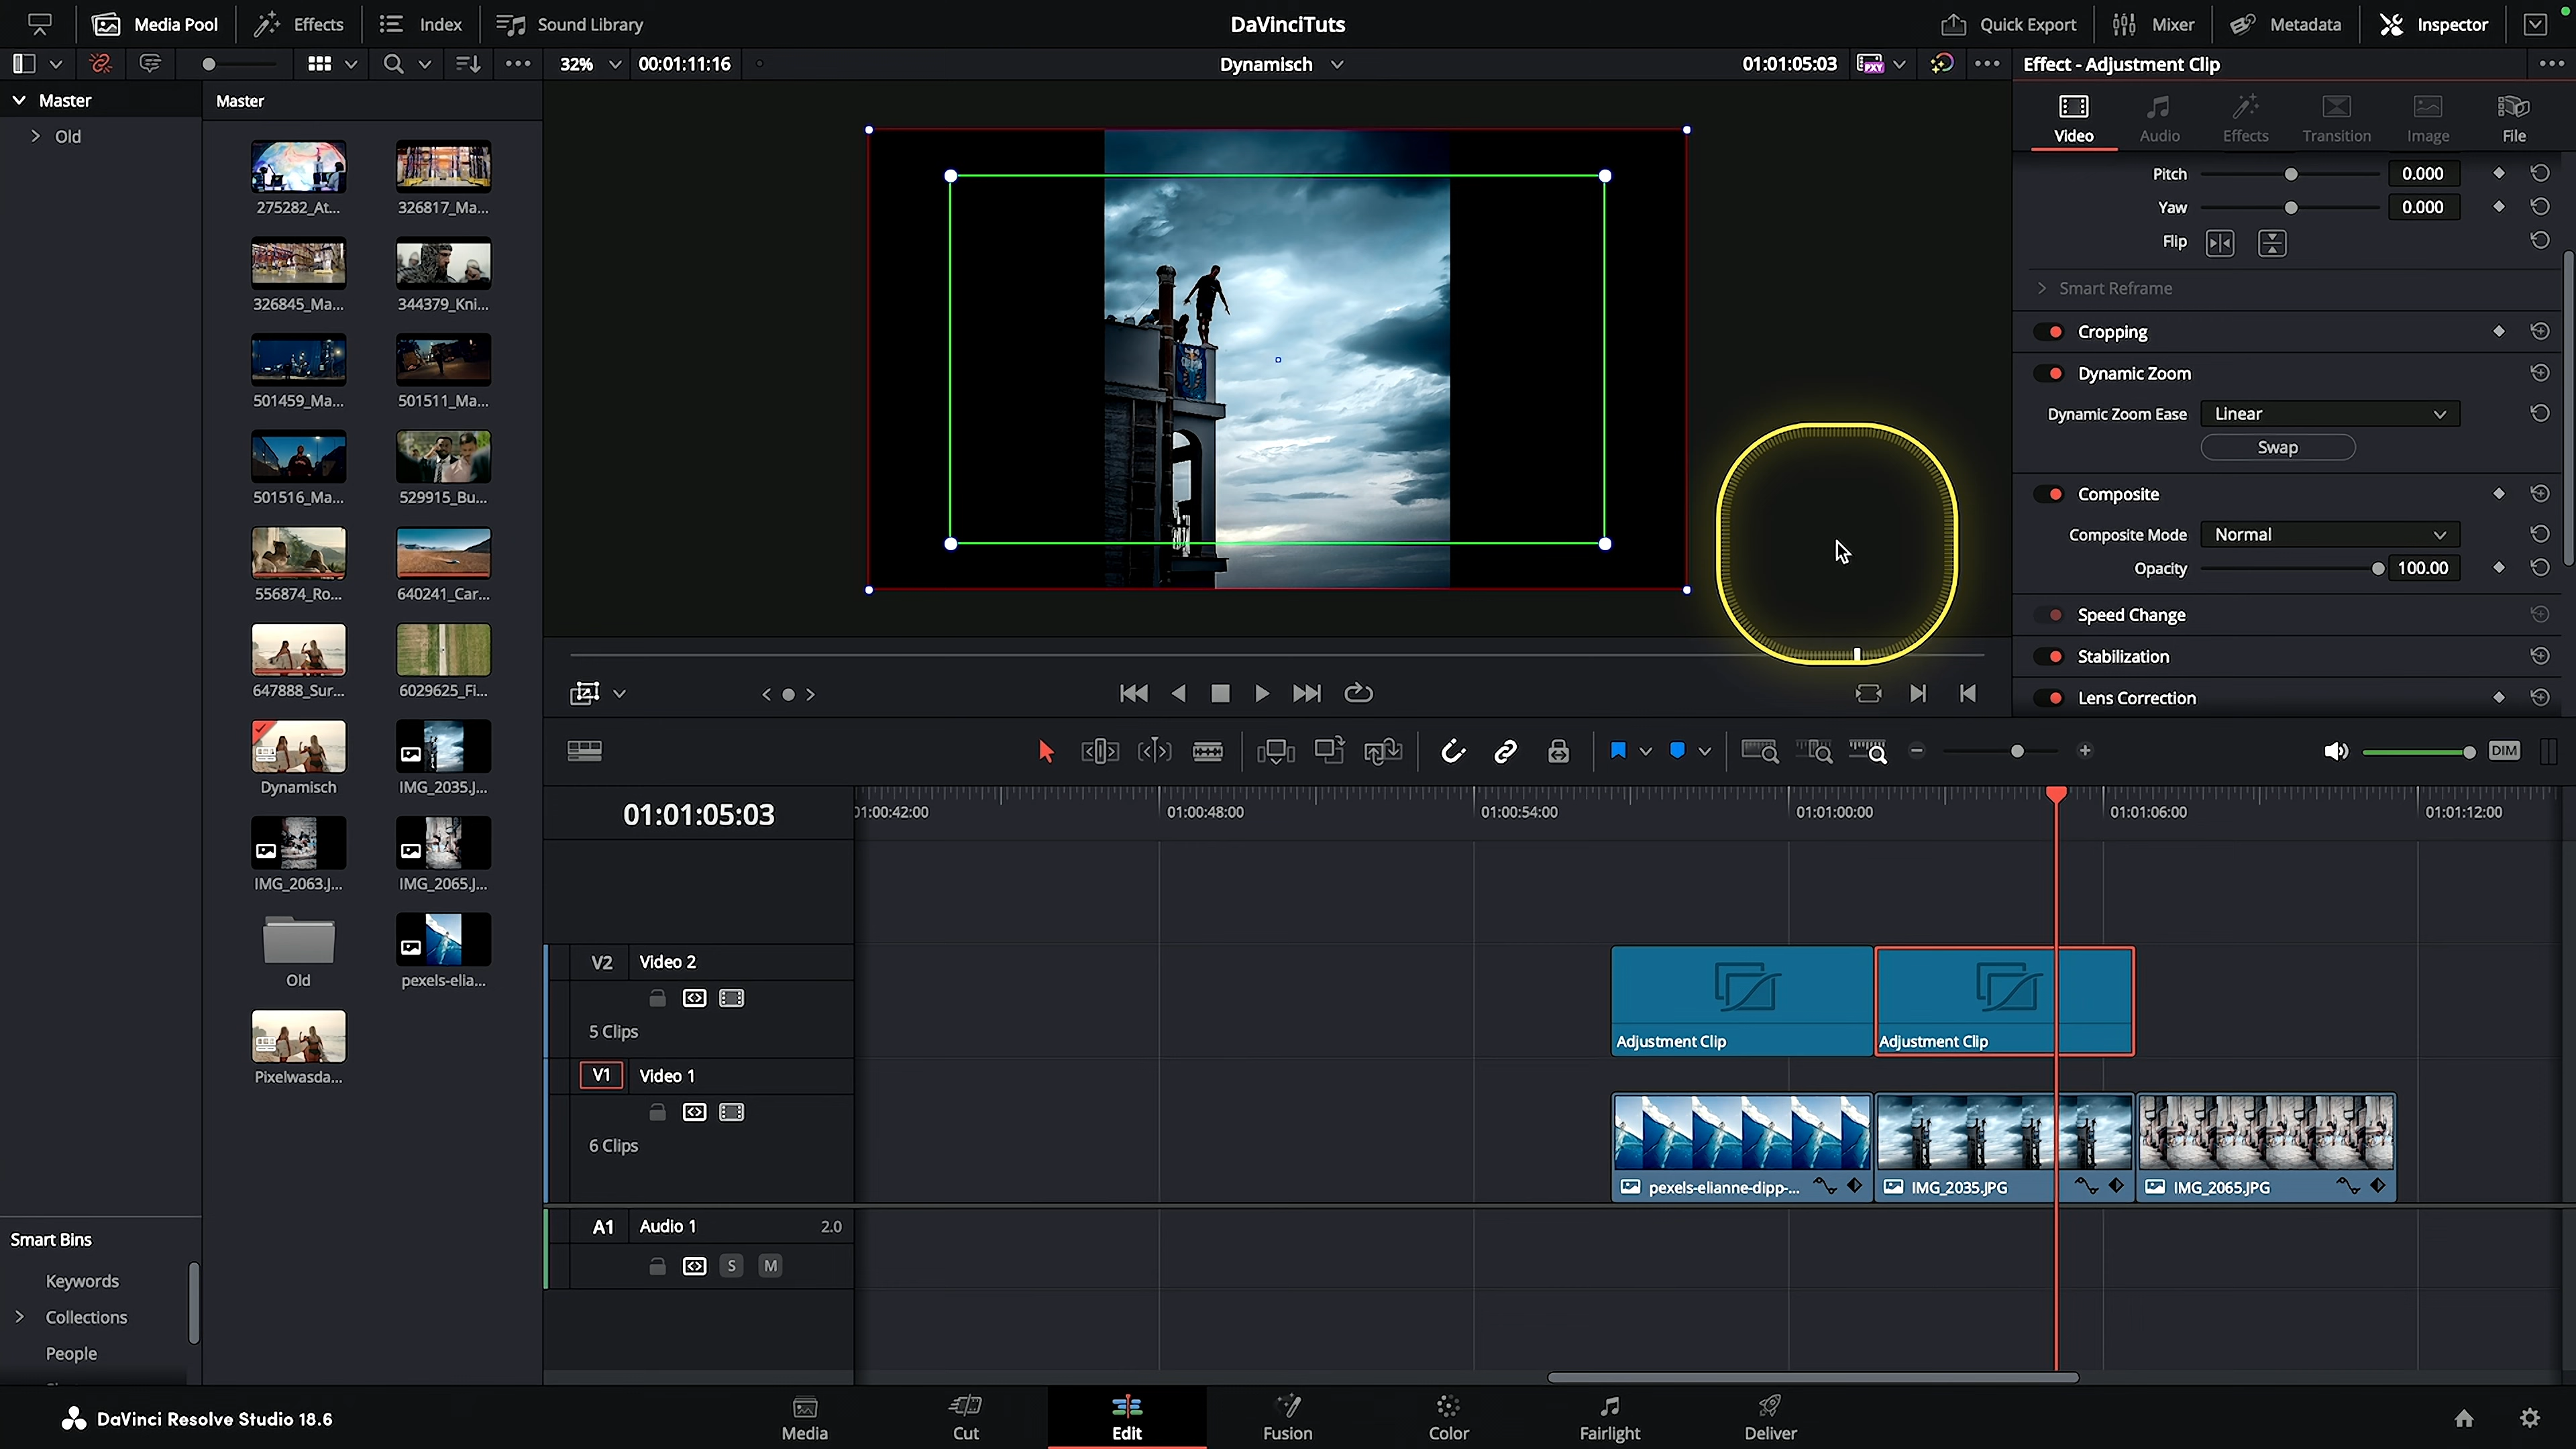 Media Pool
Effects
Index
Sound Library
DaVinciTuts
Quick Export
Mixer
Metadata
Inspector
32%
00:01:11:16
Dynamisch
01:01:05:03
PXY
Effect - Adjustment Clip
Master
Old
Master
275282_At...
326817_Ma...
326845_Ma...
344379_Kni...
501459_Ma...
501511_Ma...
501516_Ma...
529915_Bu...
556874_Ro...
640241_Car...
647888_Sur...
6029625_Fi...
Dynamisch
IMG_2035.J...
IMG_2063.J...
IMG_2065.J...
Old
pexels-elia...
Pixelwasda...
Smart Bins
Keywords
Collections
People
Video
Audio
Effects
Transition
Image
File
Pitch
0.000
Yaw
0.000
Flip
Smart Reframe
Cropping
Dynamic Zoom
Dynamic Zoom Ease
Linear
Swap
Composite
Composite Mode
Normal
Opacity
100.00
Speed Change
Stabilization
Lens Correction
DIM
01:01:05:03
01:00:42:00
01:00:48:00
01:00:54:00
01:01:00:00
01:01:06:00
01:01:12:00
V2
Video 2
5 Clips
Adjustment Clip
Adjustment Clip
V1
Video 1
6 Clips
pexels-elianne-dipp-...
IMG_2035.JPG
IMG_2065.JPG
A1
Audio 1
2.0
S
M
DaVinci Resolve Studio 18.6
Media
Cut
Edit
Fusion
Color
Fairlight
Deliver